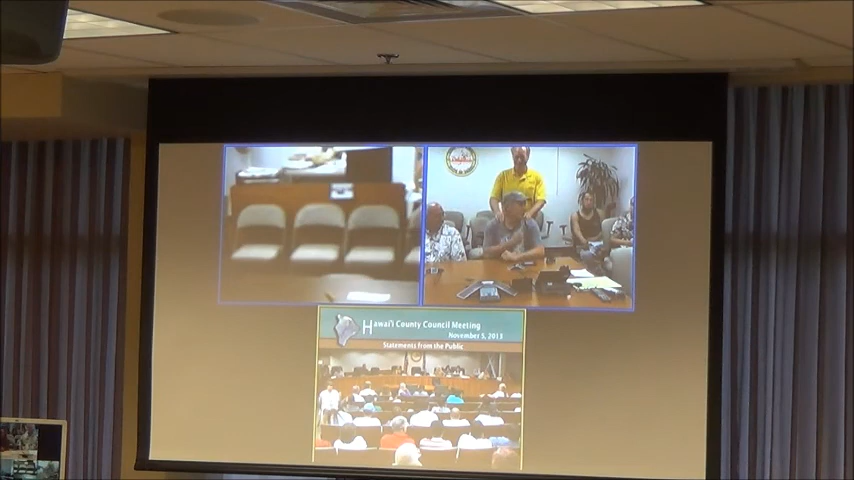 Hawai'i County Council Meeting
November 5, 2013
Statements from the Public